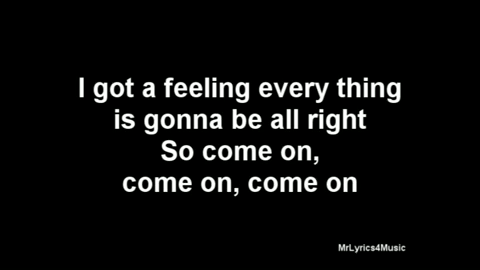 I got a feeling every thing
is gonna be all right
So come on,
come on, come on
MrLyrics4Music